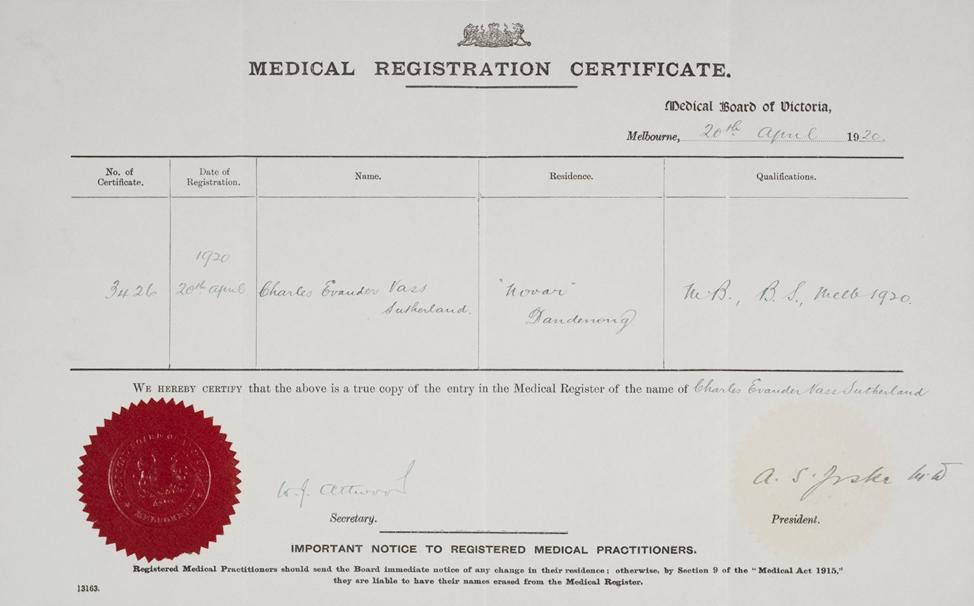 MEDICAL REGISTRATION CERTIFICATE.
Medical Board of Victoria,
Melbourne, 20th April 1920.
No. of Certificate.
Date of Registration.
Name.
Residence.
Qualifications.
1920
3426 20th April Charles Evander Vass "Novar" M.B., B.S., Melb 1920.
Sutherland. Dandenong
WE HEREBY CERTIFY that the above is a true copy of the entry in the Medical Register of the name of Charles Evander Vass Sutherland
W.J. Attwood
A. S. M.D
Secretary.
President.
MELBOURNE
IMPORTANT NOTICE TO REGISTERED MEDICAL PRACTITIONERS.
Registered Medical Practitioners should send the Board immediate notice of any change in their residence; otherwise, by Section 9 of the "Medical Act 1915,"
they are liable to have their names erased from the Medical Register.
13163.